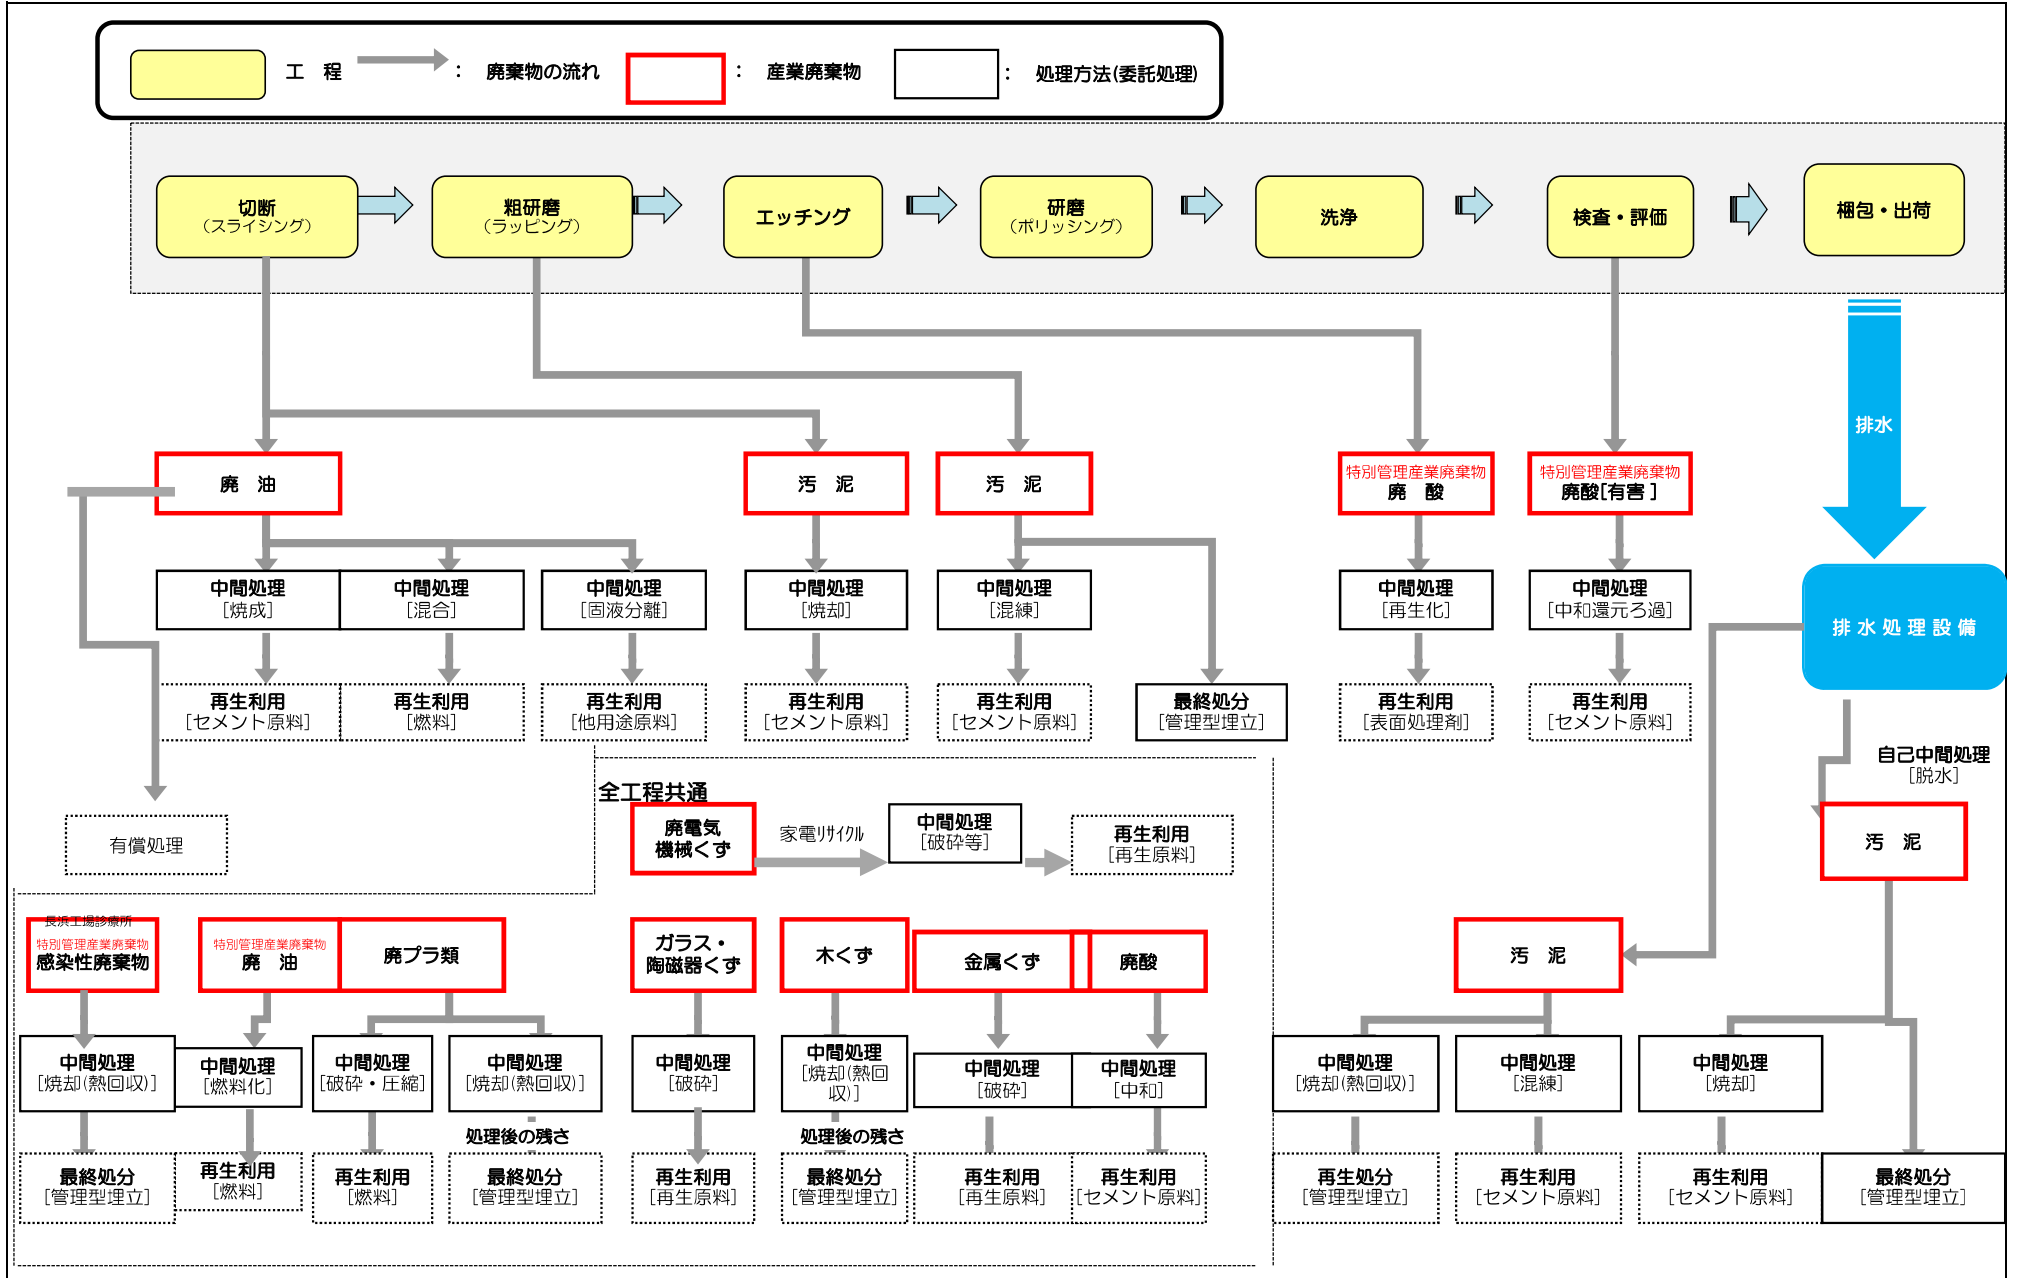 工　程
：　廃棄物の流れ
：　産業廃棄物
：　処理方法(委託処理)
切断
（スライシング）
粗研磨
（ラッピング）
エッチング
研磨
（ポリッシング）
洗浄
検査・評価
梱包・出荷
排水
廃　油
汚　泥
汚　泥
特別管理産業廃棄物
廃　酸
特別管理産業廃棄物
廃酸[有害 ]
中間処理
［焼成］
中間処理
［混合］
中間処理
［固液分離］
中間処理
［焼却］
中間処理
［混練］
中間処理
［再生化］
中間処理
［中和還元ろ過］
排 水 処 理 設 備
再生利用
［セメント原料］
再生利用
［燃料］
再生利用
［他用途原料］
再生利用
［セメント原料］
再生利用
［セメント原料］
最終処分
［管理型埋立］
再生利用
［表面処理剤］
再生利用
［セメント原料］
自己中間処理
［脱水］
汚　泥
有償処理
全工程共通
廃電気
機械くず
家電リサイクル
中間処理
［破砕等］
再生利用
［再生原料］
長浜工場診療所
特別管理産業廃棄物
感染性廃棄物
特別管理産業廃棄物
廃　油
廃プラ類
ガラス・
陶磁器くず
木くず
金属くず
廃酸
汚　泥
中間処理
［焼却(熱回収)］
中間処理
［燃料化］
中間処理
［破砕・圧縮］
中間処理
［焼却(熱回収)］
中間処理
［破砕］
中間処理
［焼却(熱回
収)］
中間処理
［破砕］
中間処理
［中和］
中間処理
［焼却(熱回収)］
中間処理
［混練］
中間処理
［焼却］
処理後の残さ
処理後の残さ
最終処分
［管理型埋立］
再生利用
［燃料］
再生利用
［燃料］
最終処分
［管理型埋立］
再生利用
［再生原料］
最終処分
［管理型埋立］
再生利用
［再生原料］
再生利用
［セメント原料］
再生処分
［管理型埋立］
再生利用
［セメント原料］
再生利用
［セメント原料］
最終処分
［管理型埋立］